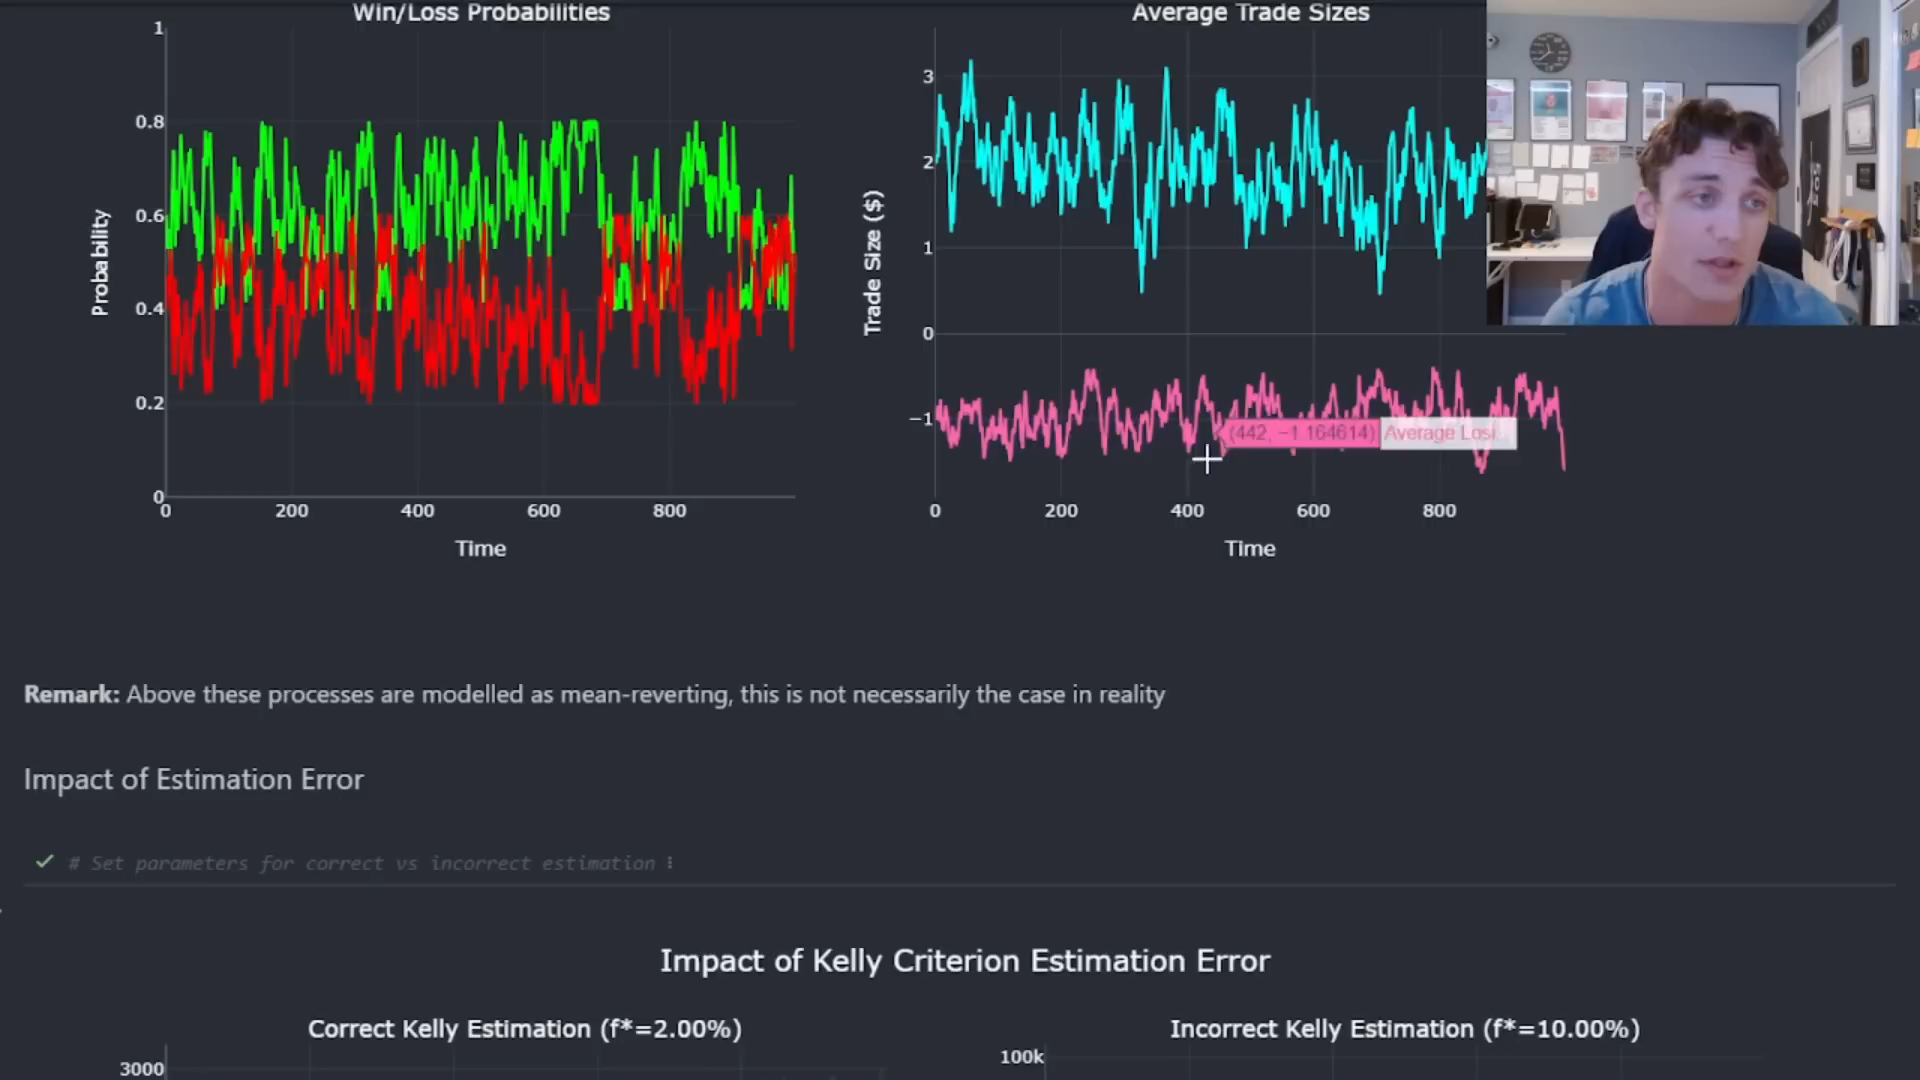 Win/Loss Probabilities
1
0.8
0.6
0.4
0.2
0
Probability
0
200
400
600
800
Time
Average Trade Sizes
3
2
1
0
−1
Trade Size ($)
(442, −1.164614)
Average Losi...
0
200
400
600
800
Time
Remark: Above these processes are modelled as mean-reverting, this is not necessarily the case in reality
Impact of Estimation Error
# Set parameters for correct vs incorrect estimation
Impact of Kelly Criterion Estimation Error
Correct Kelly Estimation (f*=2.00%)
Incorrect Kelly Estimation (f*=10.00%)
3000
100k